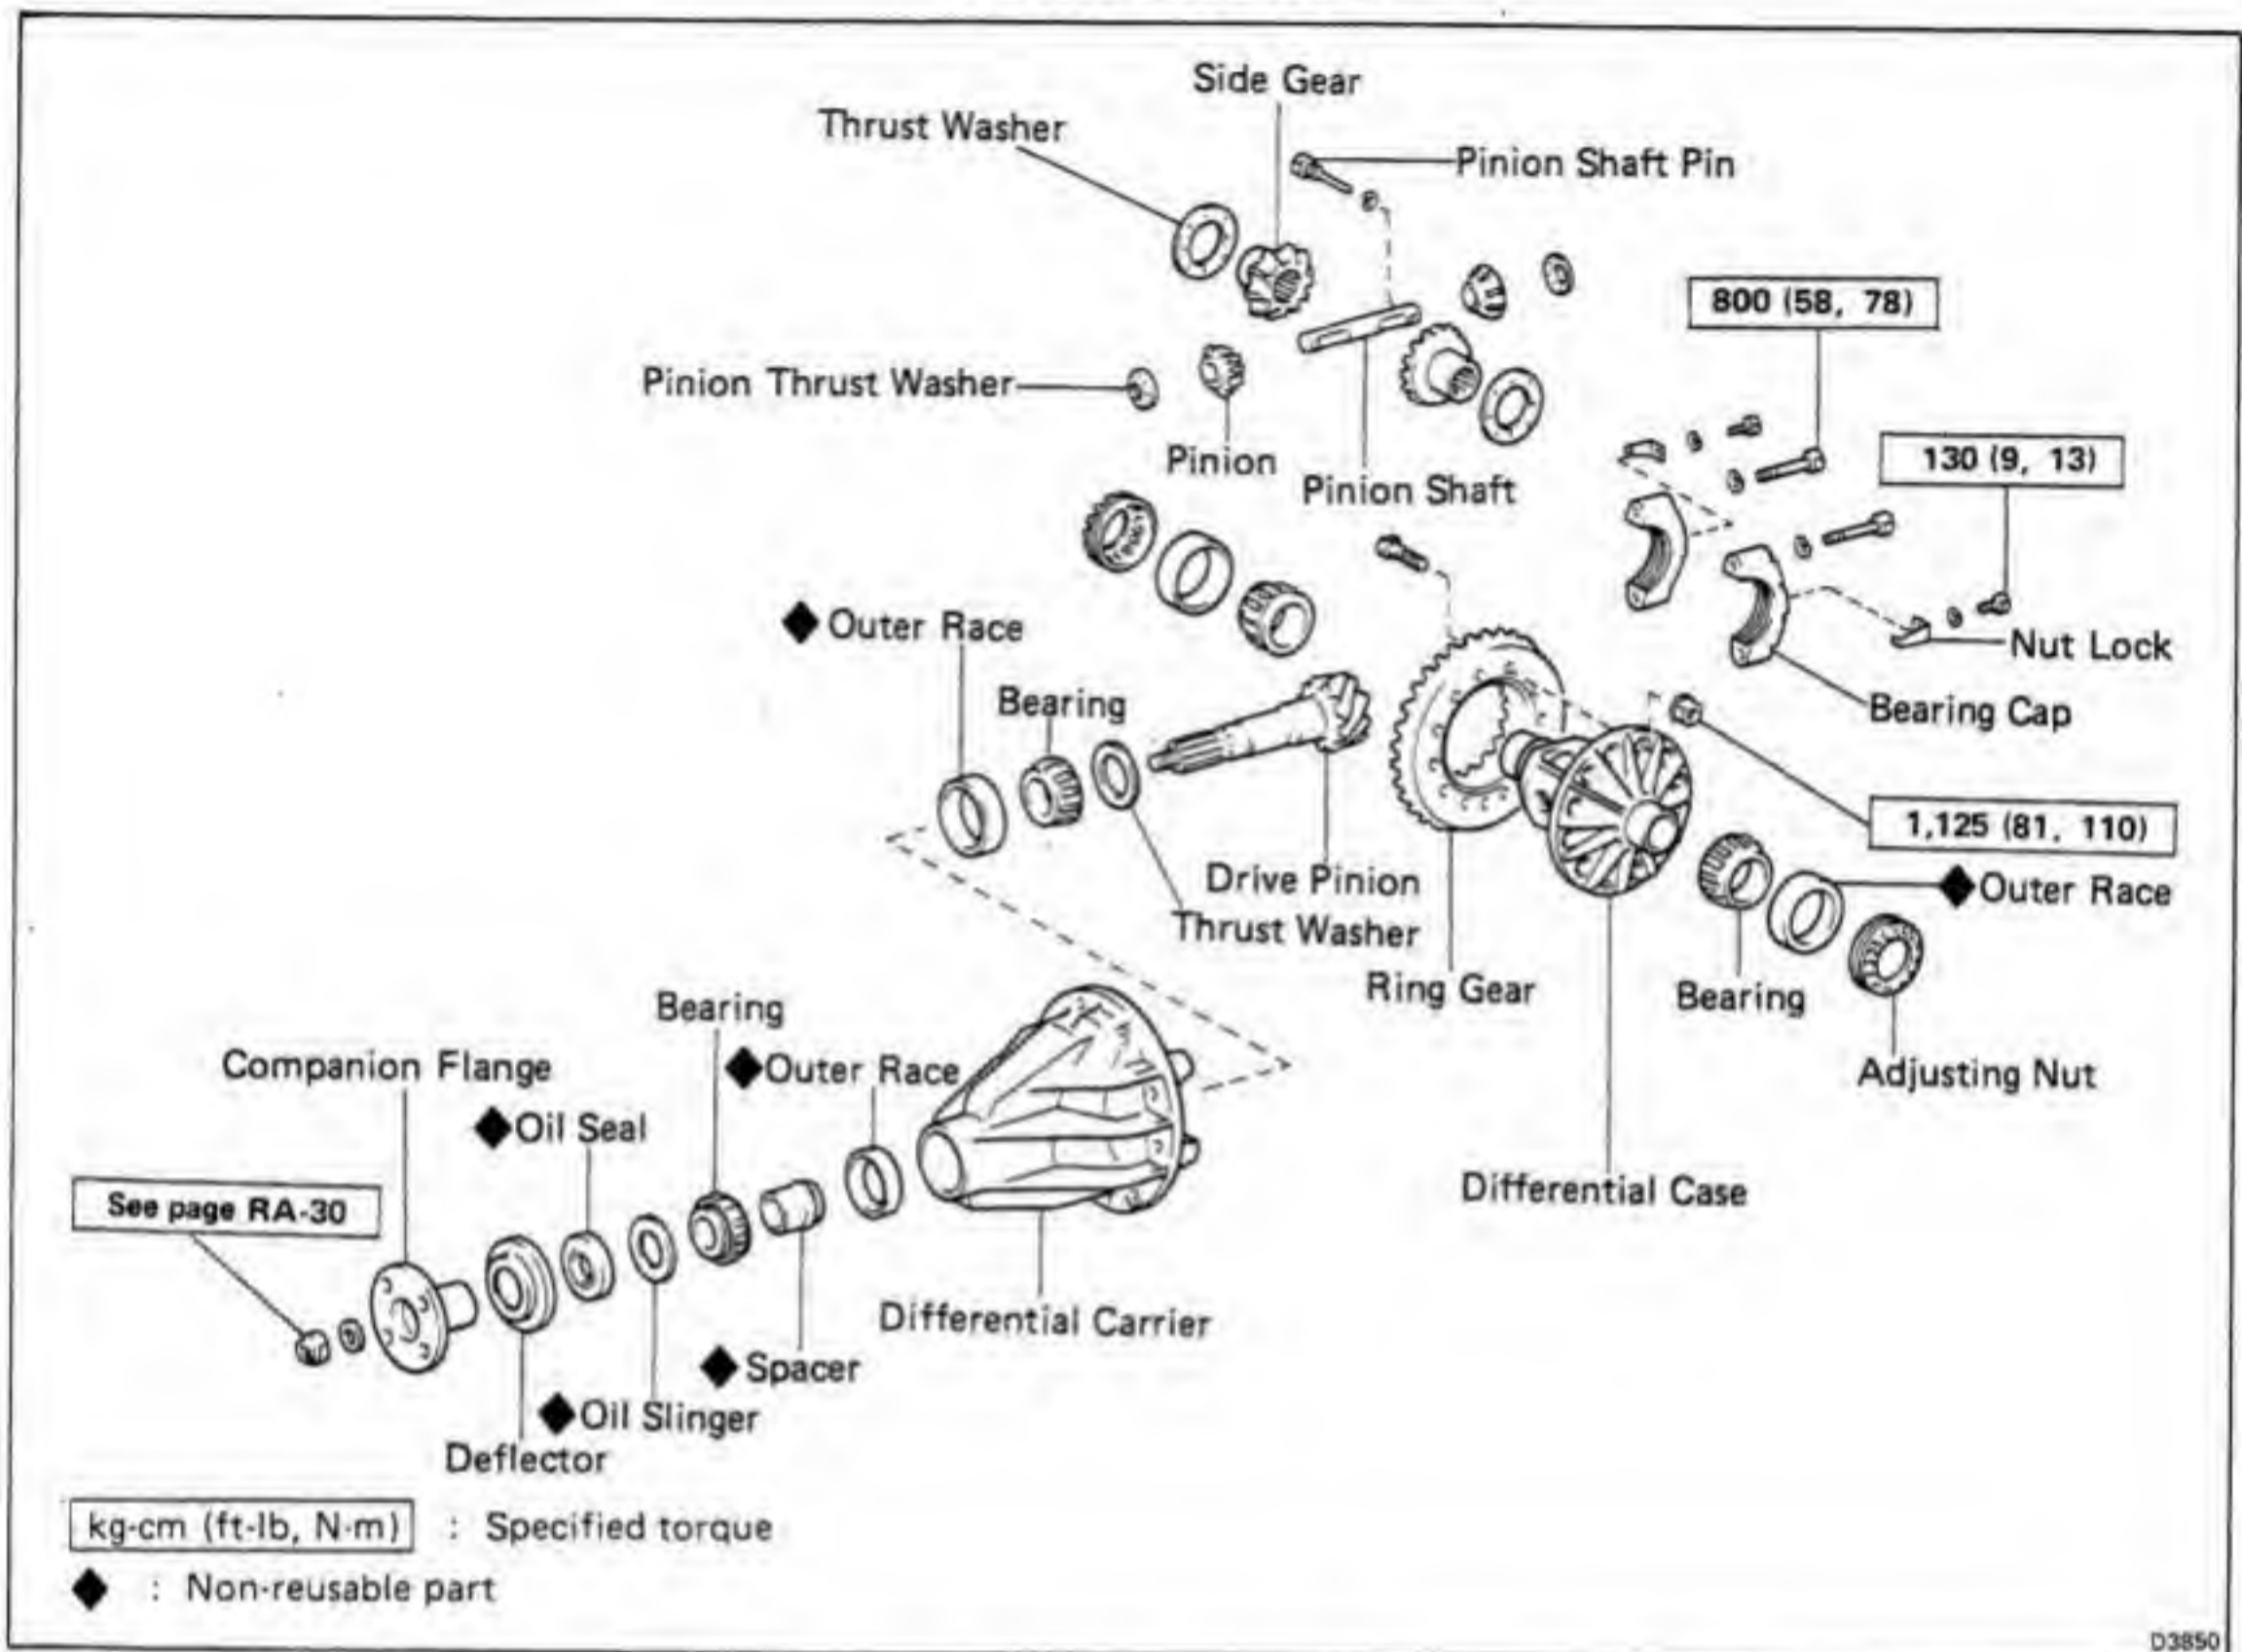 Side Gear
Thrust Washer
Pinion Shaft Pin
800 (58, 78)
Pinion Thrust Washer
Pinion
Pinion Shaft
130 (9, 13)
◆ Outer Race
Nut Lock
Bearing
Bearing Cap
1,125 (81, 110)
Drive Pinion
◆ Outer Race
Thrust Washer
Ring Gear
Bearing
Bearing
Companion Flange
◆ Outer Race
Adjusting Nut
◆ Oil Seal
Differential Case
See page RA-30
Differential Carrier
◆ Spacer
◆ Oil Slinger
Deflector
kg-cm (ft-lb, N·m) : Specified torque
◆ : Non-reusable part
D3850